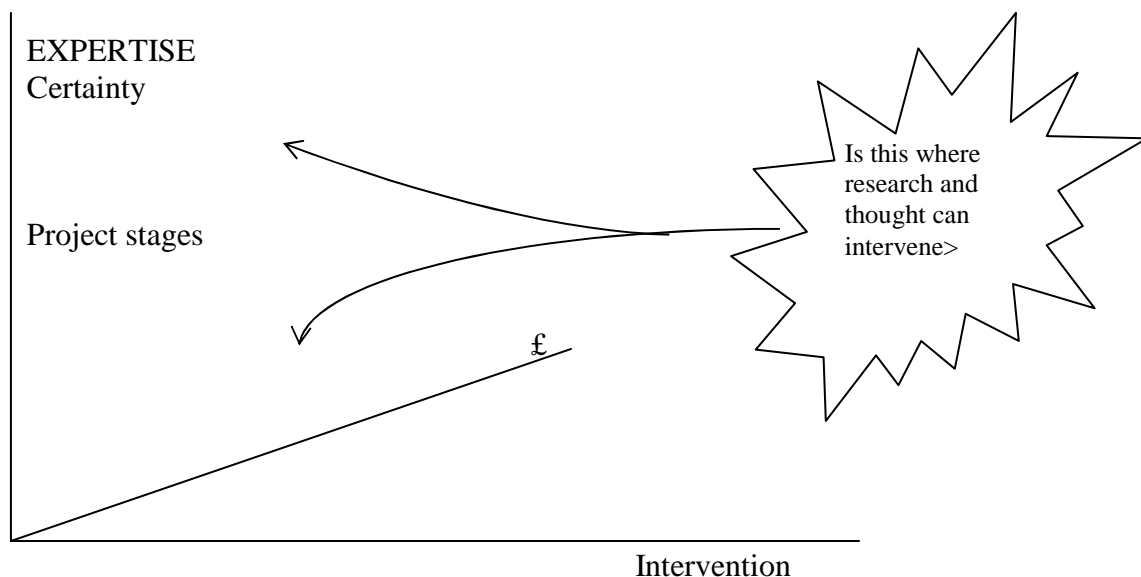 EXPERTISE
Certainty
Is this where
research and
thought can
intervene>
Project stages
£
Intervention